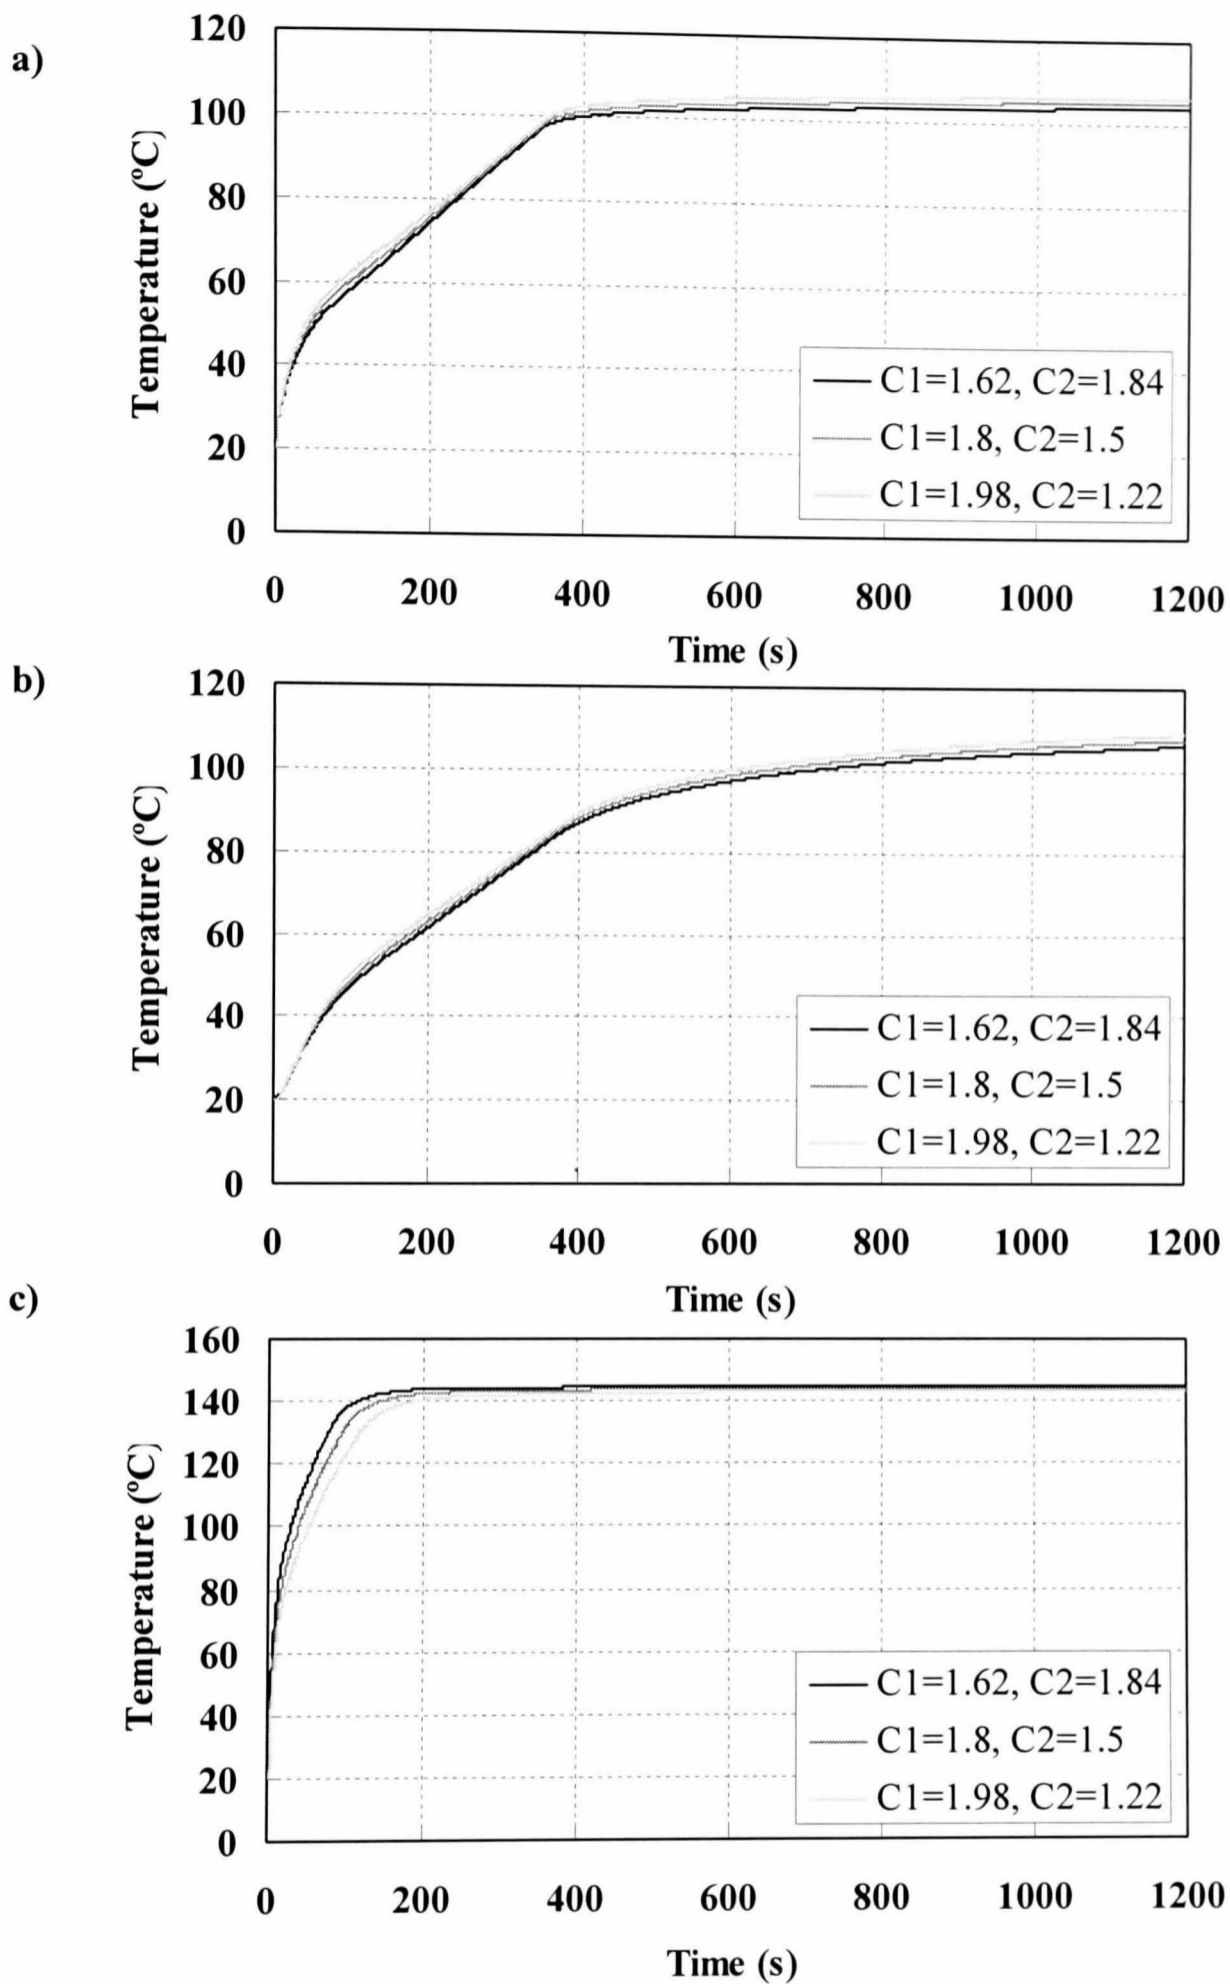 a)
120
100
80
60
40
20
0
Temperature (ºC)
C1=1.62, C2=1.84
C1=1.8, C2=1.5
C1=1.98, C2=1.22
0 200 400 600 800 1000 1200
Time (s)
b)
120
100
80
60
40
20
0
Temperature (ºC)
C1=1.62, C2=1.84
C1=1.8, C2=1.5
C1=1.98, C2=1.22
0 200 400 600 800 1000 1200
Time (s)
c)
160
140
120
100
80
60
40
20
0
Temperature (ºC)
C1=1.62, C2=1.84
C1=1.8, C2=1.5
C1=1.98, C2=1.22
0 200 400 600 800 1000 1200
Time (s)